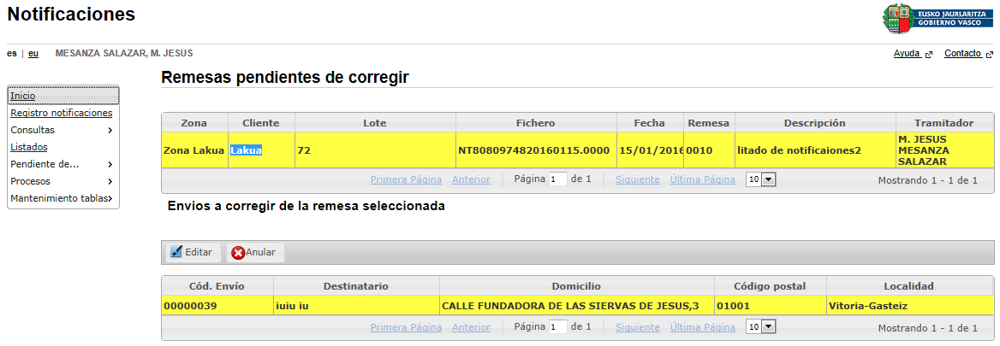 Notificaciones
EUSKO JAURLARITZA
GOBIERNO VASCO
es | eu MESANZA SALAZAR, M. JESUS
Ayuda Contacto
Remesas pendientes de corregir
Inicio
Registro notificaciones
Consultas
Listados
Pendiente de...
Procesos
Mantenimiento tablas
Zona Cliente Lote Fichero Fecha Remesa Descripción Tramitador
Zona Lakua Lakua 72 NT8080974820160115.0000 15/01/2016 0010 litado de notificaiones2 M. JESUS
MESANZA
SALAZAR
Primera Página Anterior Página 1 de 1 Siguiente Última Página 10 Mostrando 1 - 1 de 1
Envios a corregir de la remesa seleccionada
Editar Anular
Cód. Envío Destinatario Domicilio Código postal Localidad
00000039 iuiu iu CALLE FUNDADORA DE LAS SIERVAS DE JESUS,3 01001 Vitoria-Gasteiz
Primera Página Anterior Página 1 de 1 Siguiente Última Página 10 Mostrando 1 - 1 de 1